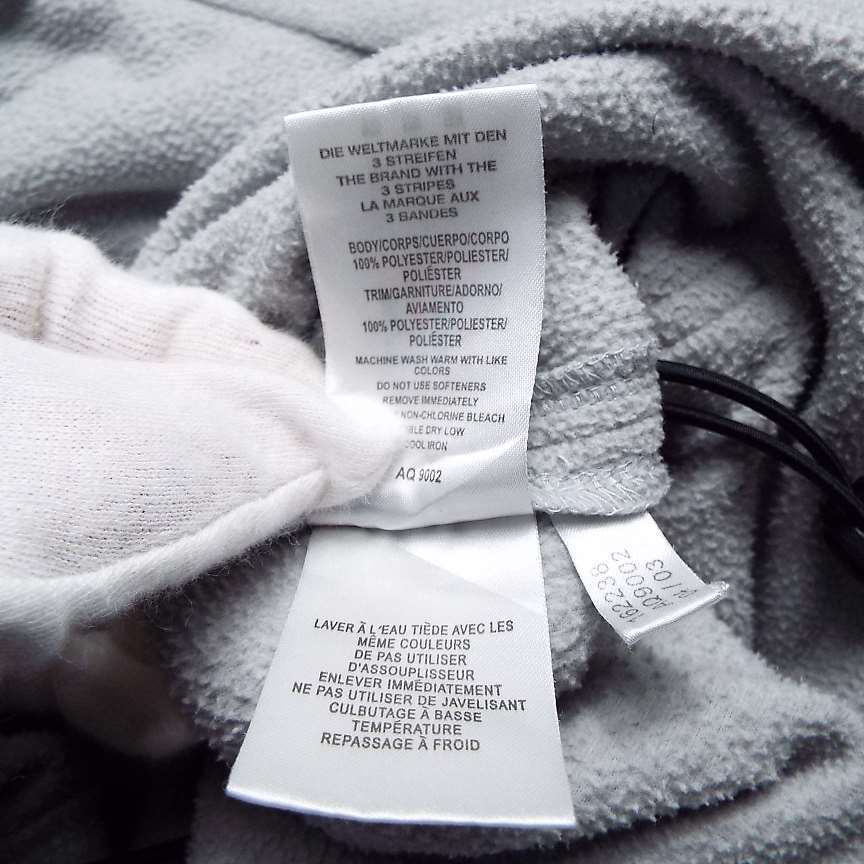 DIE WELTMARKE MIT DEN
3 STREIFEN
THE BRAND WITH THE
3 STRIPES
LA MARQUE AUX
3 BANDES
BODY/CORPS/CUERPO/CORPO
100% POLYESTER/POLIESTER/
POLIÉSTER
TRIM/GARNITURE/ADORNO/
AVIAMENTO
100% POLYESTER/POLIESTER/
POLIÉSTER
MACHINE WASH WARM WITH LIKE
COLORS
DO NOT USE SOFTENERS
REMOVE IMMEDIATELY
NON-CHLORINE BLEACH
DRY LOW
IRON
AQ 9002
162238
AQ9002
/03
LAVER À L'EAU TIÈDE AVEC LES
MÊME COULEURS
DE PAS UTILISER
D'ASSOUPLISSEUR
ENLEVER IMMÉDIATEMENT
NE PAS UTILISER DE JAVELISANT
CULBUTAGE À BASSE
TEMPÉRATURE
REPASSAGE À FROID